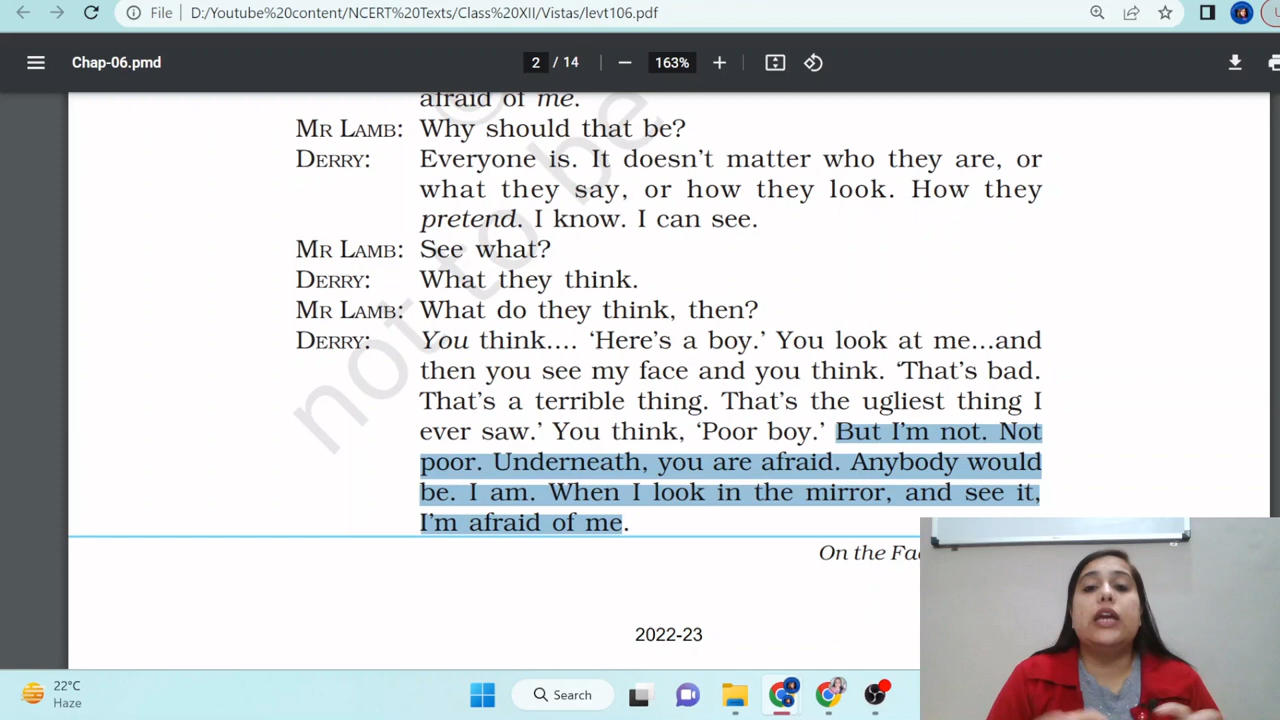 File D:/Youtube%20content/NCERT%20Texts/Class%20XII/Vistas/levt106.pdf
Chap-06.pmd 2 / 14 163%
afraid of me.
MR LAMB: Why should that be?
DERRY: Everyone is. It doesn't matter who they are, or
what they say, or how they look. How they
pretend. I know. I can see.
MR LAMB: See what?
DERRY: What they think.
MR LAMB: What do they think, then?
DERRY: You think…. 'Here's a boy.' You look at me…and
then you see my face and you think. 'That's bad.
That's a terrible thing. That's the ugliest thing I
ever saw.' You think, 'Poor boy.' But I'm not. Not
poor. Underneath, you are afraid. Anybody would
be. I am. When I look in the mirror, and see it,
I'm afraid of me.
not to be
On the
2022-23
22°C
Haze
Search